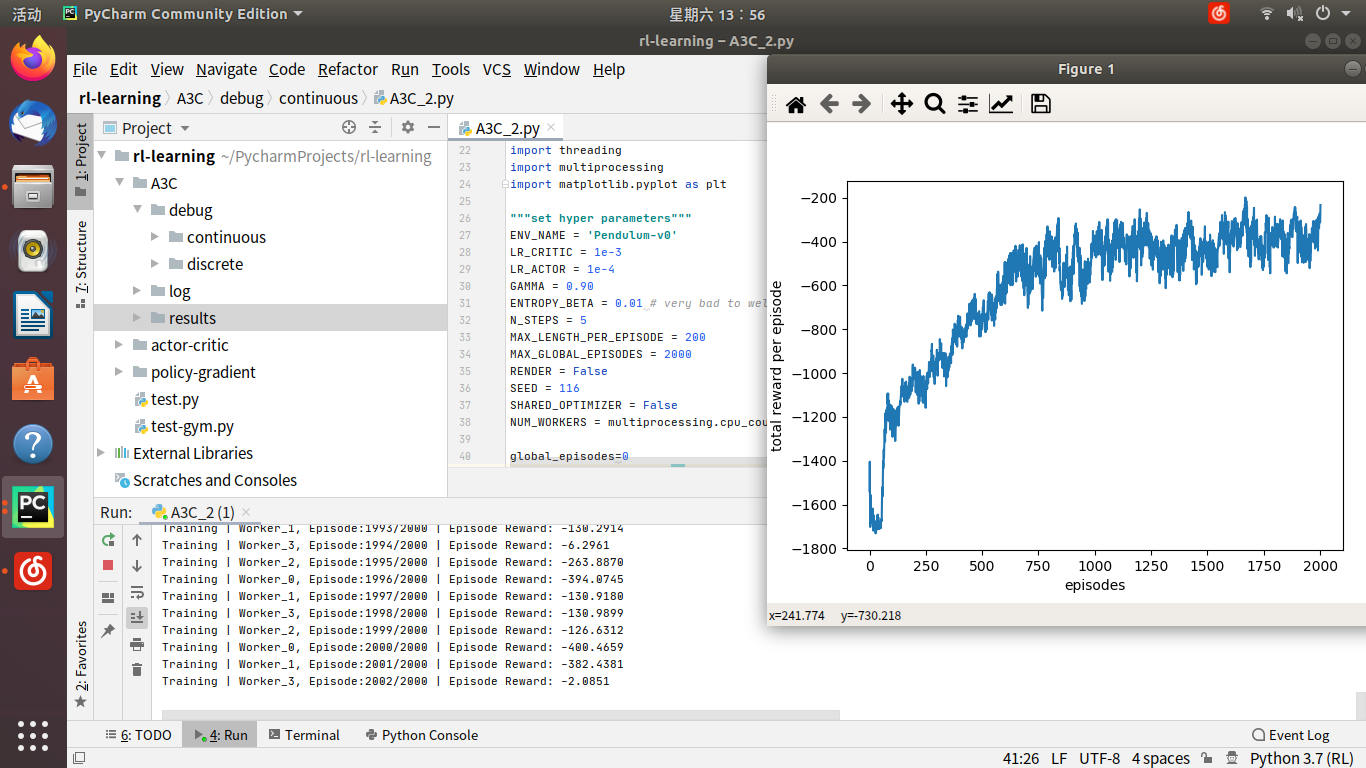 活动 PyCharm Community Edition 星期六 13：56
rl-learning – A3C_2.py
File Edit View Navigate Code Refactor Run Tools VCS Window Help
rl-learning A3C debug continuous A3C_2.py
1: Project
7: Structure
2: Favorites
Project
rl-learning ~/PycharmProjects/rl-learning
A3C
debug
continuous
discrete
log
results
actor-critic
policy-gradient
test.py
test-gym.py
External Libraries
Scratches and Consoles
A3C_2.py
22 import threading
23 import multiprocessing
24 import matplotlib.pyplot as plt
25
26 """set hyper parameters"""
27 ENV_NAME = 'Pendulum-v0'
28 LR_CRITIC = 1e-3
29 LR_ACTOR = 1e-4
30 GAMMA = 0.90
31 ENTROPY_BETA = 0.01 # very bad to wel
32 N_STEPS = 5
33 MAX_LENGTH_PER_EPISODE = 200
34 MAX_GLOBAL_EPISODES = 2000
35 RENDER = False
36 SEED = 116
37 SHARED_OPTIMIZER = False
38 NUM_WORKERS = multiprocessing.cpu_cou
39
40 global_episodes=0
Figure 1
total reward per episode
−200
−400
−600
−800
−1000
−1200
−1400
−1600
−1800
0 250 500 750 1000 1250 1500 1750 2000
episodes
x=241.774 y=-730.218
Run: A3C_2 (1)
Training | Worker_1, Episode:1993/2000 | Episode Reward: -130.2914
Training | Worker_3, Episode:1994/2000 | Episode Reward: -6.2961
Training | Worker_2, Episode:1995/2000 | Episode Reward: -263.8870
Training | Worker_0, Episode:1996/2000 | Episode Reward: -394.0745
Training | Worker_1, Episode:1997/2000 | Episode Reward: -130.9180
Training | Worker_3, Episode:1998/2000 | Episode Reward: -130.9899
Training | Worker_2, Episode:1999/2000 | Episode Reward: -126.6312
Training | Worker_0, Episode:2000/2000 | Episode Reward: -400.4659
Training | Worker_1, Episode:2001/2000 | Episode Reward: -382.4381
Training | Worker_3, Episode:2002/2000 | Episode Reward: -2.0851
6: TODO 4: Run Terminal Python Console Event Log
41:26 LF UTF-8 4 spaces Python 3.7 (RL)